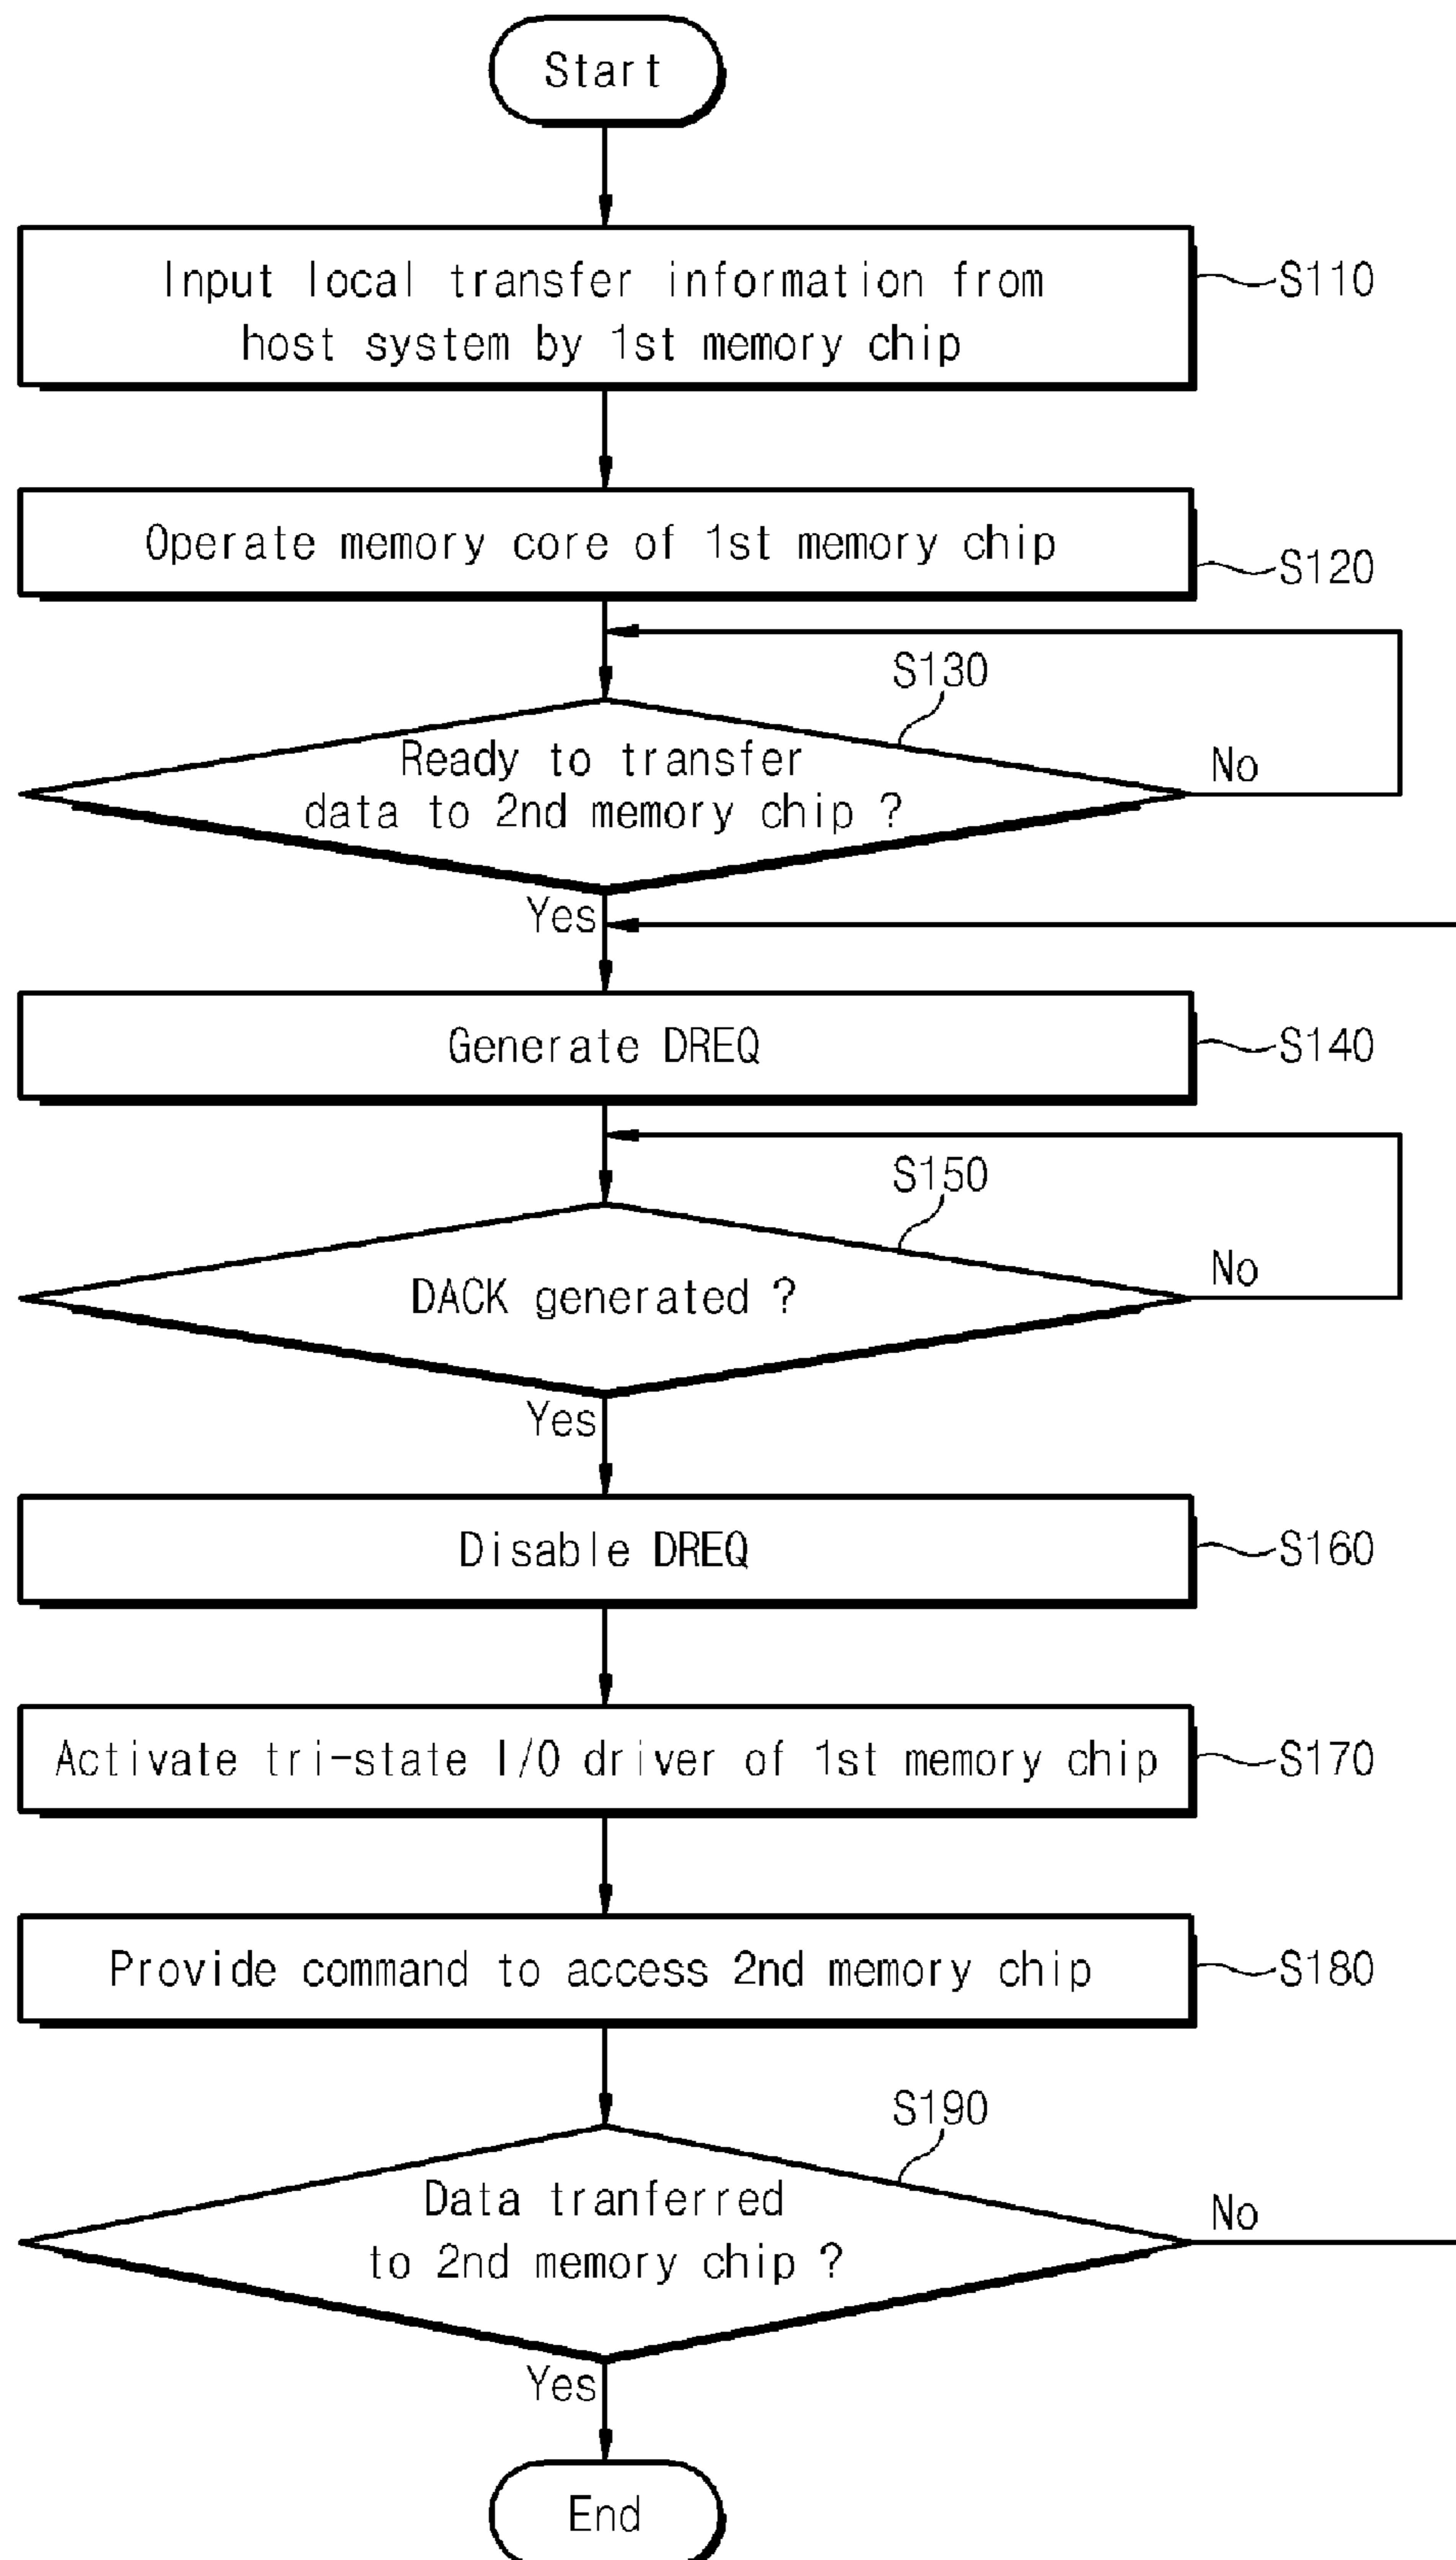 Start
Input local transfer information from
host system by 1st memory chip
S110
Operate memory core of 1st memory chip
S120
S130
Ready to transfer
data to 2nd memory chip ?
No
Yes
Generate DREQ
S140
S150
DACK generated ?
No
Yes
Disable DREQ
S160
Activate tri-state I/O driver of 1st memory chip
S170
Provide command to access 2nd memory chip
S180
S190
Data tranferred
to 2nd memory chip ?
No
Yes
End